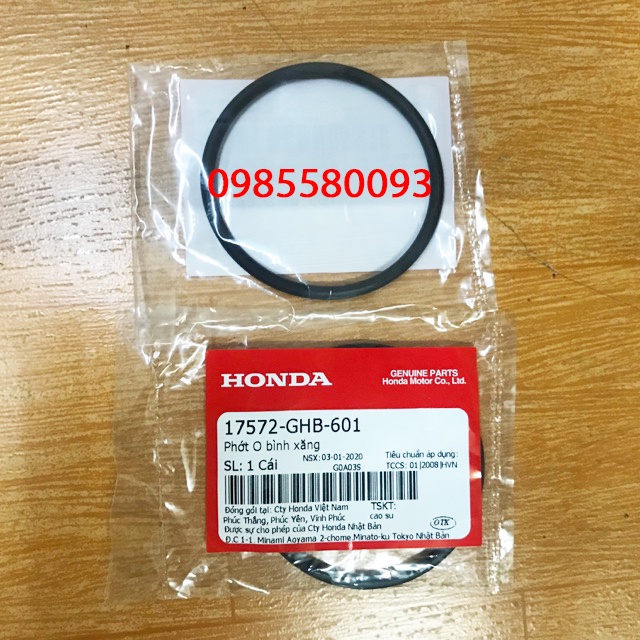 0985580093
HONDA
GENUINE PARTS
Honda Motor Co., Ltd.
17572-GHB-601
Phớt O bình xăng
NSX: 03-01-2020
Tiêu chuẩn áp dụng :
SL: 1 Cái
G0A03S
TCCS: 01|2008|HVN
Đóng gói tại: Cty Honda Việt Nam
TSKT:
Phúc Thắng, Phúc Yên, Vĩnh Phúc
cao su
Được sự cho phép của Cty Honda Nhật Bản
OTK
Đ.C 1-1. Minami Aoyama 2-chome.Minato-ku Tokyo Nhật Bản